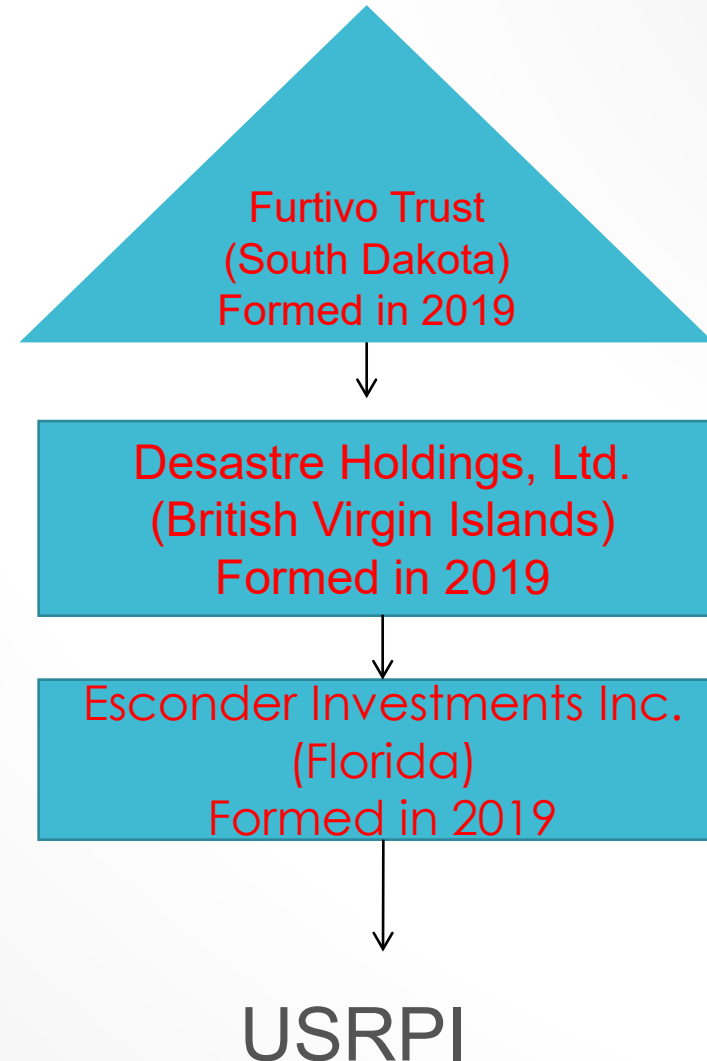 Furtivo Trust
(South Dakota)
Formed in 2019
Desastre Holdings, Ltd.
(British Virgin Islands)
Formed in 2019
Esconder Investments Inc.
(Florida)
Formed in 2019
USRPI